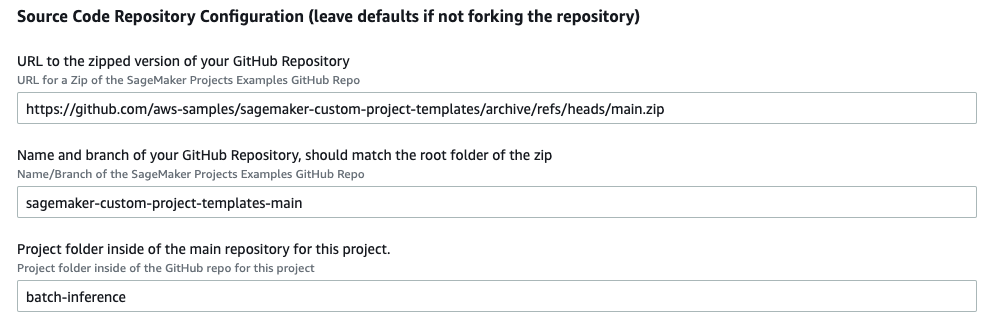 Source Code Repository Configuration (leave defaults if not forking the repository)
URL to the zipped version of your GitHub Repository
URL for a Zip of the SageMaker Projects Examples GitHub Repo
https://github.com/aws-samples/sagemaker-custom-project-templates/archive/refs/heads/main.zip
Name and branch of your GitHub Repository, should match the root folder of the zip
Name/Branch of the SageMaker Projects Examples GitHub Repo
sagemaker-custom-project-templates-main
Project folder inside of the main repository for this project.
Project folder inside of the GitHub repo for this project
batch-inference